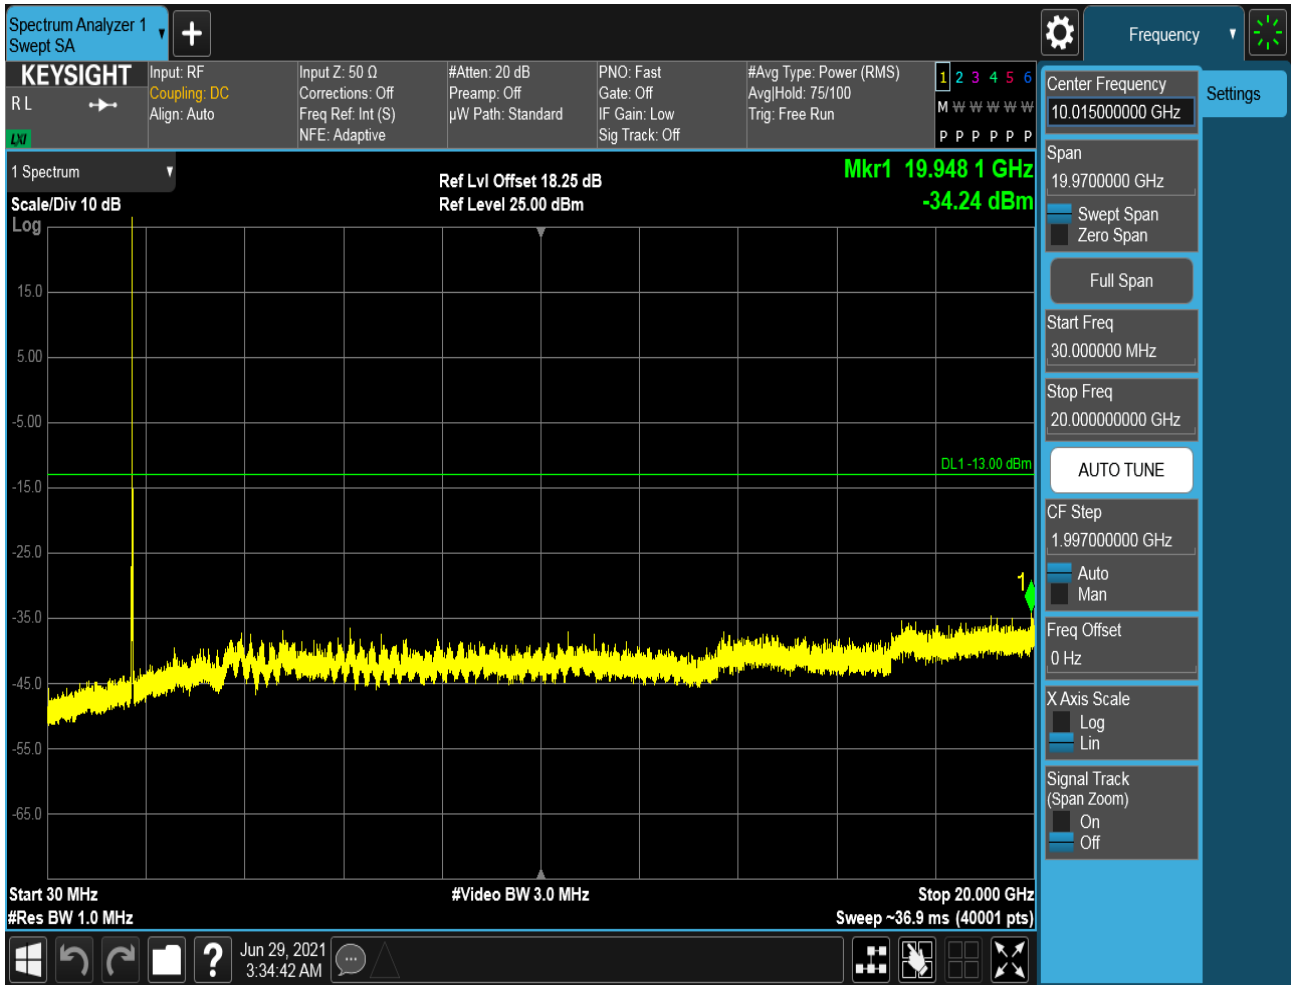 Spectrum Analyzer 1
Swept SA
Frequency
KEYSIGHT
R L
LXI
Input: RF
Coupling: DC
Align: Auto
Input Z: 50 Ω
Corrections: Off
Freq Ref: Int (S)
NFE: Adaptive
#Atten: 20 dB
Preamp: Off
µW Path: Standard
PNO: Fast
Gate: Off
IF Gain: Low
Sig Track: Off
#Avg Type: Power (RMS)
Avg|Hold: 75/100
Trig: Free Run
1 2 3 4 5 6
M W W W W W
P P P P P P
1 Spectrum
Scale/Div 10 dB
Log
Ref Lvl Offset 18.25 dB
Ref Level 25.00 dBm
Mkr1 19.948 1 GHz
-34.24 dBm
15.0
5.00
-5.00
DL1 -13.00 dBm
-15.0
-25.0
1
-35.0
-45.0
-55.0
-65.0
Start 30 MHz
#Res BW 1.0 MHz
#Video BW 3.0 MHz
Stop 20.000 GHz
Sweep ~36.9 ms (40001 pts)
?
Jun 29, 2021
3:34:42 AM
Center Frequency
10.015000000 GHz
Settings
Span
19.9700000 GHz
Swept Span
Zero Span
Full Span
Start Freq
30.000000 MHz
Stop Freq
20.000000000 GHz
AUTO TUNE
CF Step
1.997000000 GHz
Auto
Man
Freq Offset
0 Hz
X Axis Scale
Log
Lin
Signal Track
(Span Zoom)
On
Off